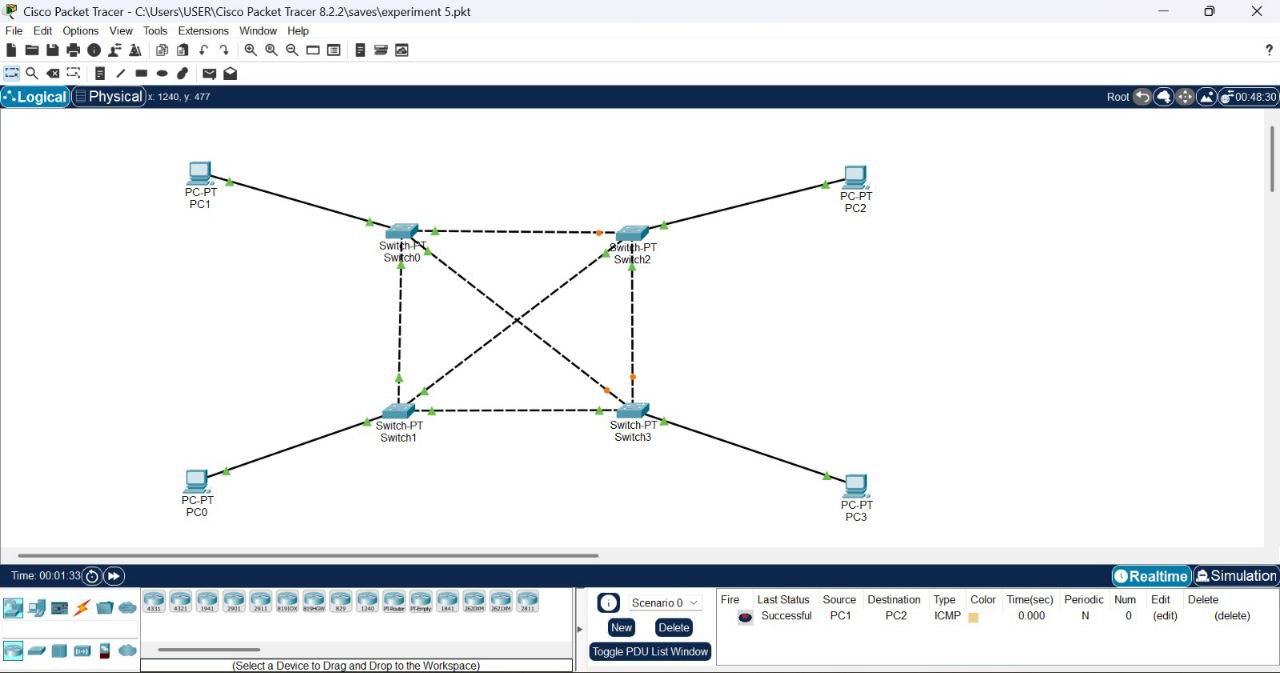 Cisco Packet Tracer - C:\Users\USER\Cisco Packet Tracer 8.2.2\saves\experiment 5.pkt
File Edit Options View Tools Extensions Window Help
?
Logical Physical x: 1240, y: 477 Root 00:48:30
PC-PT
PC1
PC-PT
PC2
Switch-PT
Switch0
Switch-PT
Switch2
Switch-PT
Switch1
Switch-PT
Switch3
PC-PT
PC0
PC-PT
PC3
Time: 00:01:33 Realtime Simulation
4331 4321 1941 2901 2911 819IOX 819HGW 829 1240 PT-Router PT-Empty 1841 2620XM 2621XM 2811
(Select a Device to Drag and Drop to the Workspace)
Scenario 0
New Delete
Toggle PDU List Window
Fire Last Status Source Destination Type Color Time(sec) Periodic Num Edit Delete
Successful PC1 PC2 ICMP 0.000 N 0 (edit) (delete)